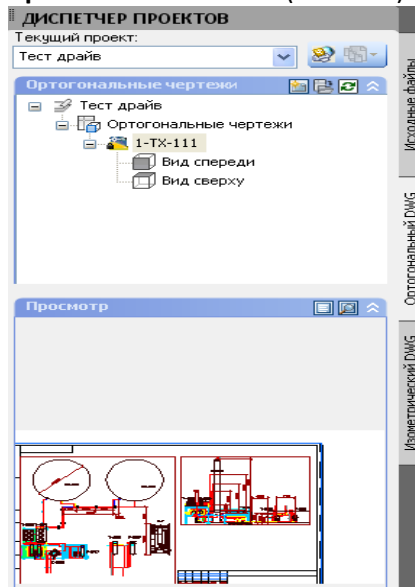 ДИСПЕТЧЕР ПРОЕКТОВ
Текущий проект:
Тест драйв
Ортогональные чертежи
Тест драйв
Ортогональные чертежи
1-ТХ-111
Вид спереди
Вид сверху
Просмотр
Исходные файлы
Ортогональный DWG
Изометрический DWG